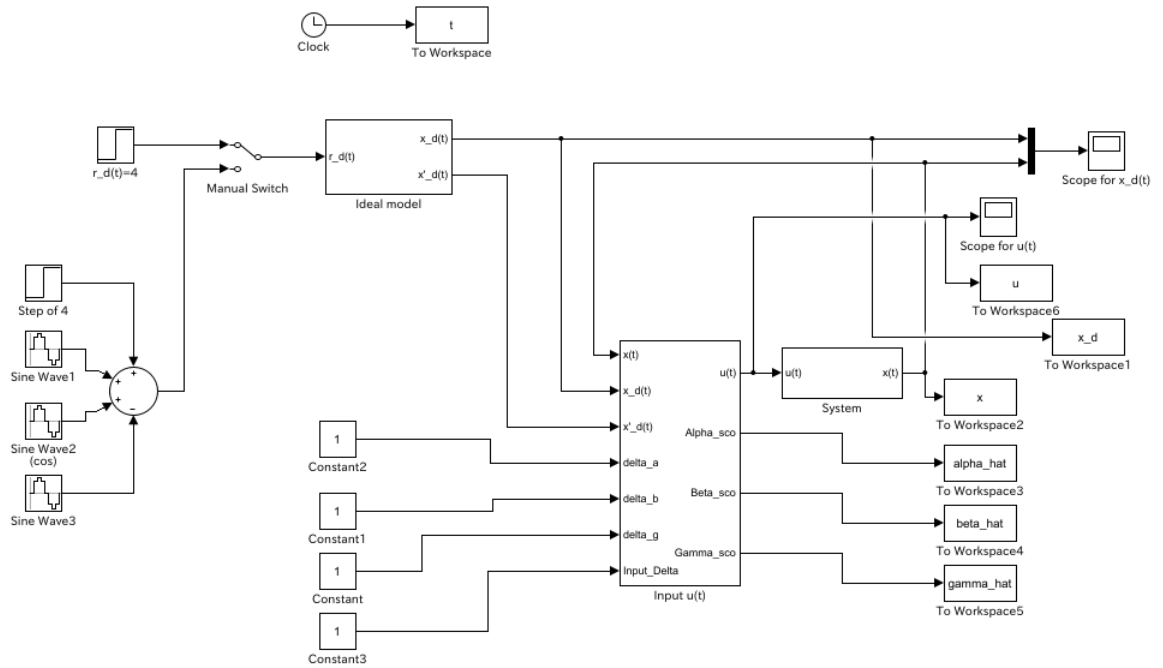 t
Clock
To Workspace
r_d(t)=4
Manual Switch
r_d(t)
x_d(t)
x'_d(t)
Ideal model
Scope for x_d(t)
Scope for u(t)
u
To Workspace6
x_d
To Workspace1
Step of 4
Sine Wave1
Sine Wave2
(cos)
Sine Wave3
+
+
+
−
1
Constant2
1
Constant1
1
Constant
1
Constant3
x(t)
x_d(t)
x'_d(t)
delta_a
delta_b
delta_g
Input_Delta
u(t)
Alpha_sco
Beta_sco
Gamma_sco
Input u(t)
u(t)
x(t)
System
x
To Workspace2
alpha_hat
To Workspace3
beta_hat
To Workspace4
gamma_hat
To Workspace5